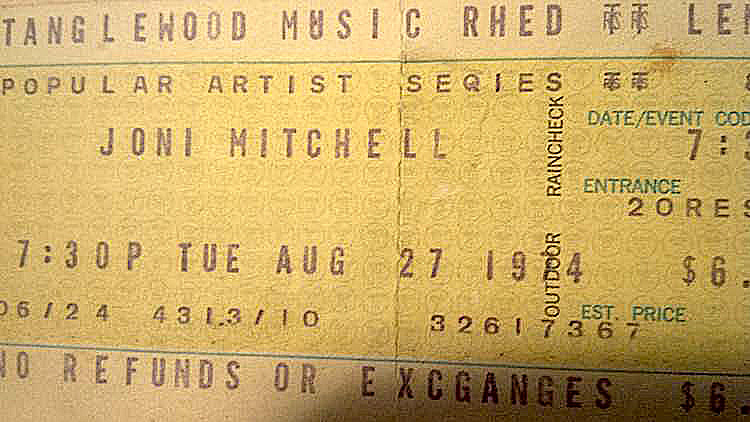 TANGLEWOOD MUSIC RHED LE
POPULAR ARTIST SEQIES
JONI MITCHELL
OUTDOOR RAINCHECK
DATE/EVENT COD
7:3
ENTRANCE
20RES
7:30P TUE AUG 27 1974 $6.
06/24 4313/10 32617367
EST. PRICE
NO REFUNDS OR EXCGANGES $6.